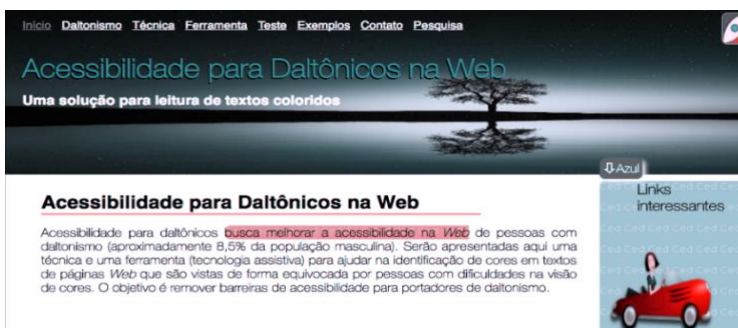 Início Daltonismo Técnica Ferramenta Teste Exemplos Contato Pesquisa
Acessibilidade para Daltônicos na Web
Uma solução para leitura de textos coloridos
Azul
Links
interessantes
Acessibilidade para Daltônicos na Web
Acessibilidade para daltônicos busca melhorar a acessibilidade na Web de pessoas com
daltonismo (aproximadamente 8,5% da população masculina). Serão apresentadas aqui uma
técnica e uma ferramenta (tecnologia assistiva) para ajudar na identificação de cores em textos
de páginas Web que são vistas de forma equivocada por pessoas com dificuldades na visão
de cores. O objetivo é remover barreiras de acessibilidade para portadores de daltonismo.